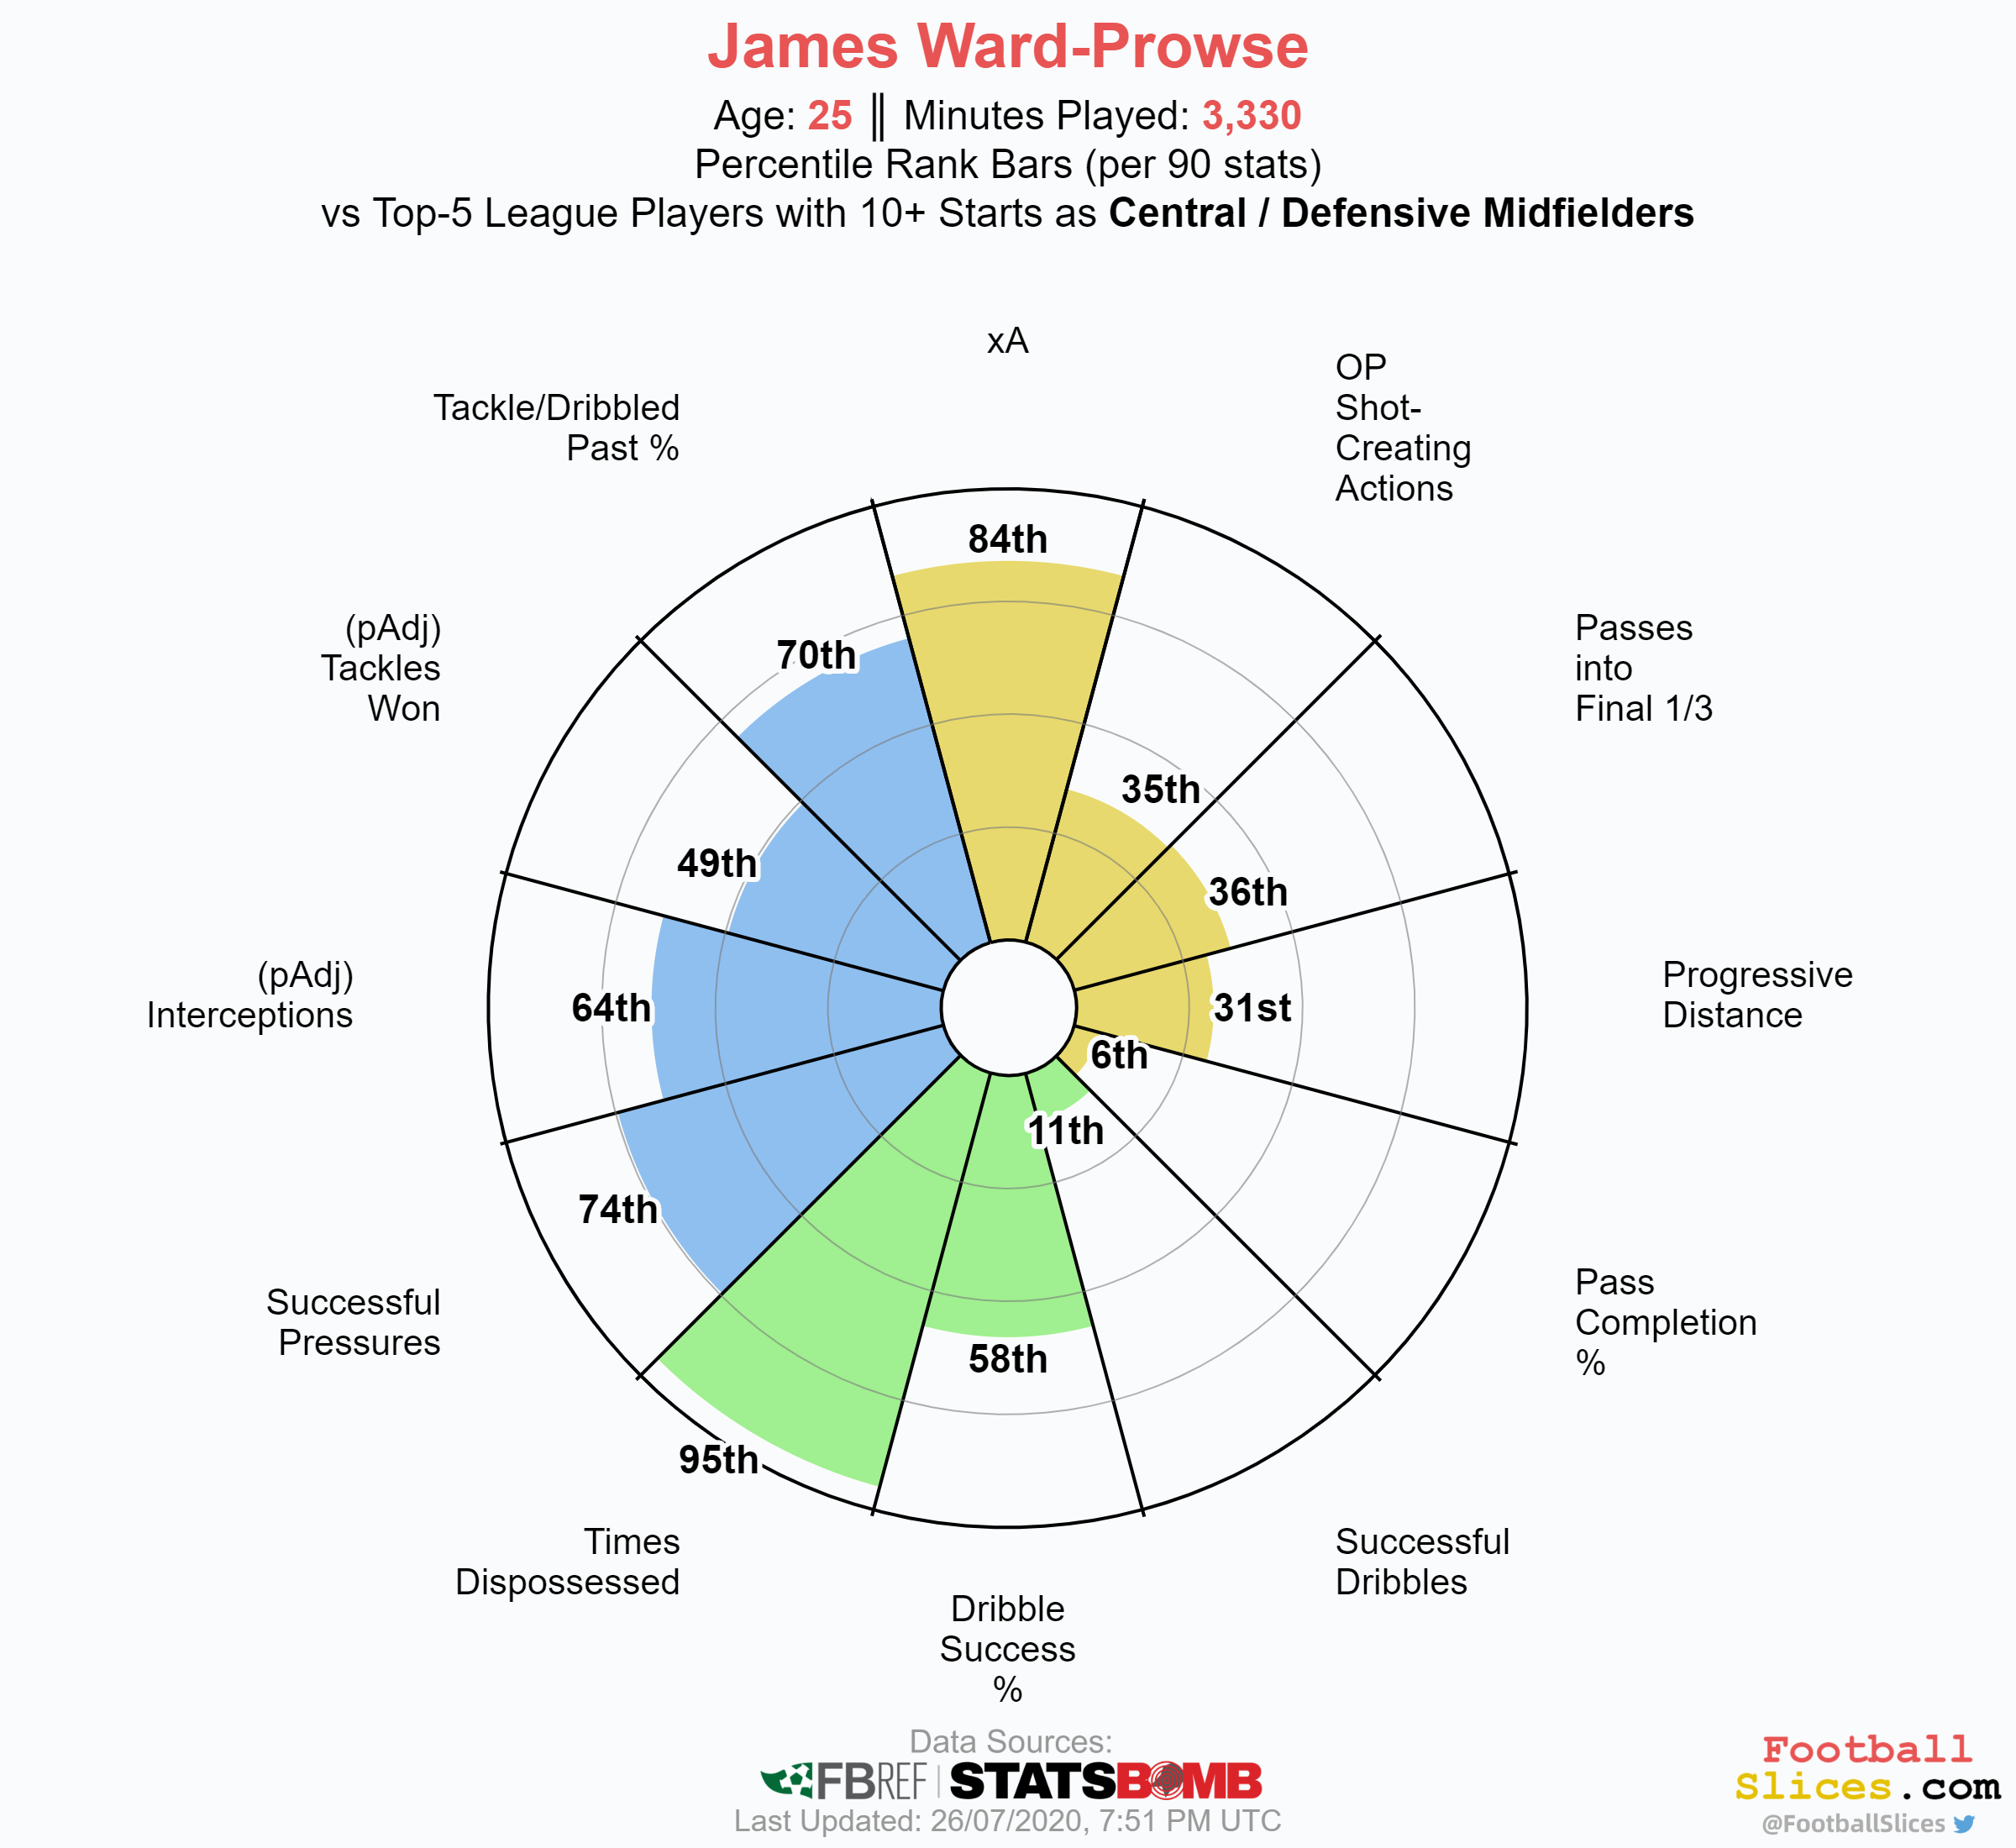 James Ward-Prowse
Age: 25 ║ Minutes Played: 3,330
Percentile Rank Bars (per 90 stats)
vs Top-5 League Players with 10+ Starts as Central / Defensive Midfielders
xA
OP
Shot-
Creating
Actions
Tackle/Dribbled
Past %
84th
(pAdj)
Tackles
Won
Passes
into
Final 1/3
70th
35th
49th
36th
(pAdj)
Interceptions
64th
31st
Progressive
Distance
6th
11th
74th
Successful
Pressures
58th
Pass
Completion
%
95th
Times
Dispossessed
Successful
Dribbles
Dribble
Success
%
Data Sources:
FBREF | STATSBOMB
Last Updated: 26/07/2020, 7:51 PM UTC
Football
Slices.com
@FootballSlices